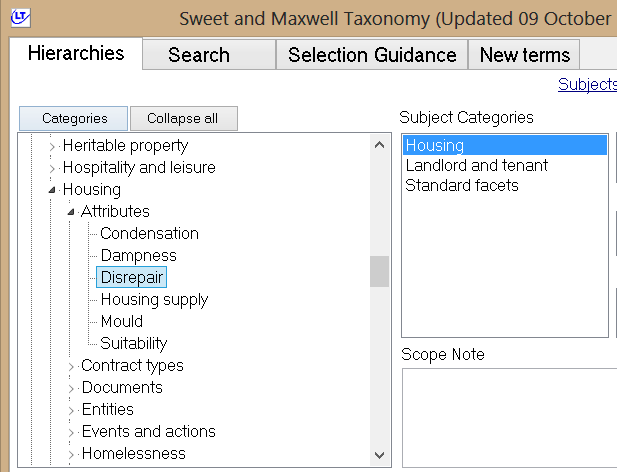 LT
Sweet and Maxwell Taxonomy (Updated 09 October
Hierarchies
Search
Selection Guidance
New terms
Subjects
Categories
Collapse all
Subject Categories
Heritable property
Hospitality and leisure
Housing
Attributes
Condensation
Dampness
Disrepair
Housing supply
Mould
Suitability
Contract types
Documents
Entities
Events and actions
Homelessness
Housing
Landlord and tenant
Standard facets
Scope Note